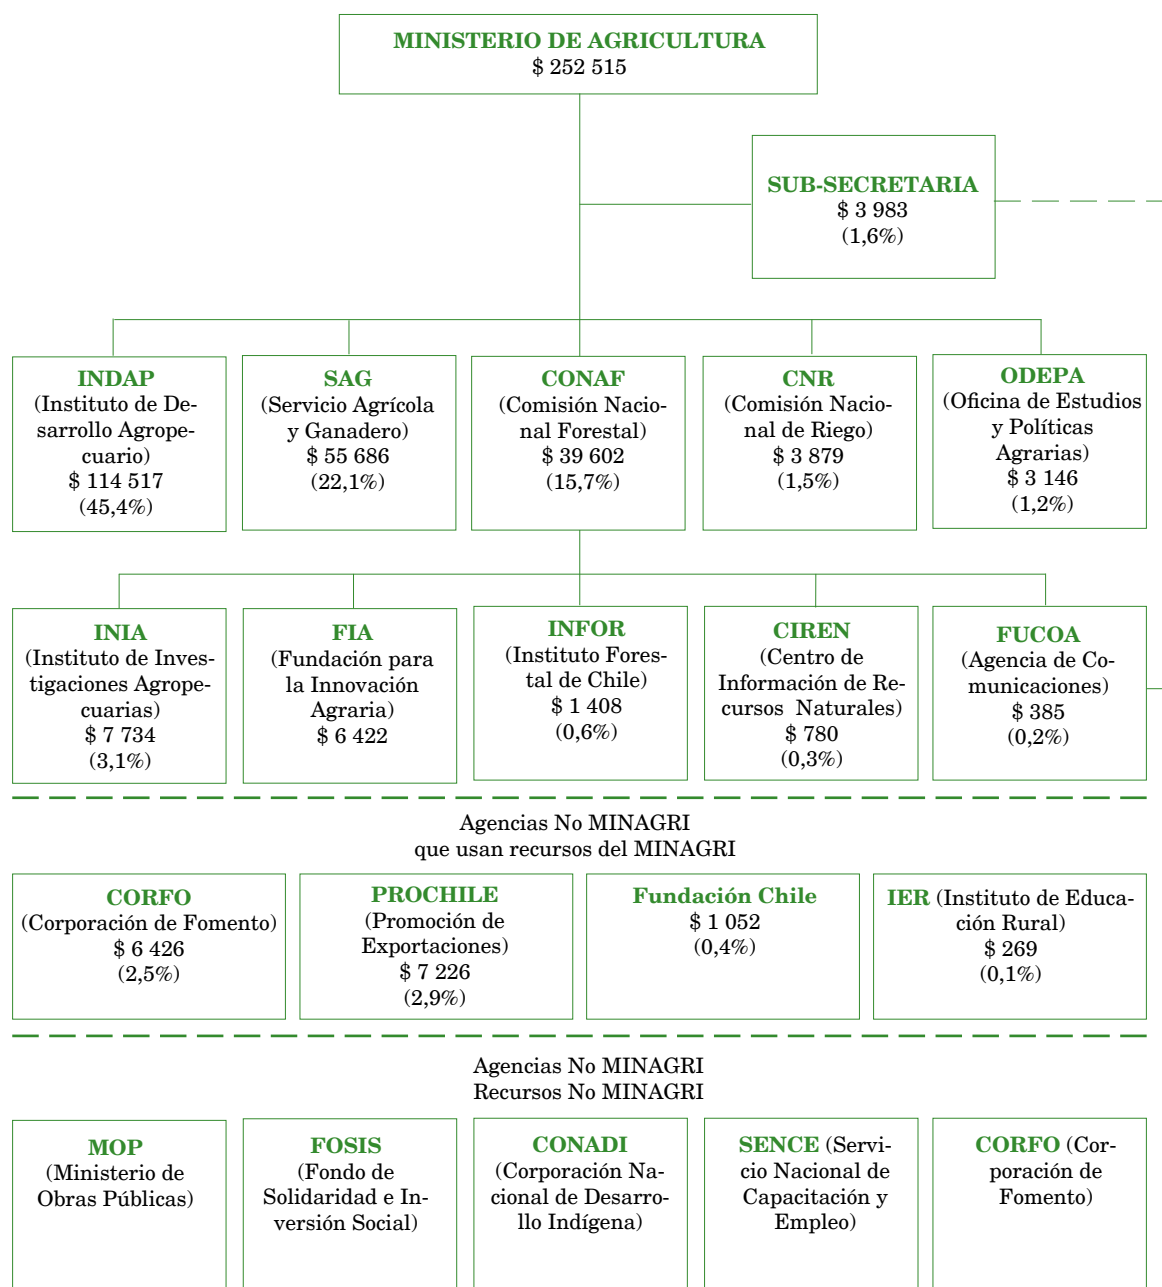 MINISTERIO DE AGRICULTURA
$ 252 515
SUB-SECRETARIA
$ 3 983
(1,6%)
INDAP
(Instituto de De-
sarrollo Agrope-
cuario)
$ 114 517
(45,4%)
SAG
(Servicio Agrícola
y Ganadero)
$ 55 686
(22,1%)
CONAF
(Comisión Nacio-
nal Forestal)
$ 39 602
(15,7%)
CNR
(Comisión Nacio-
nal de Riego)
$ 3 879
(1,5%)
ODEPA
(Oficina de Estudios
y Políticas
Agrarias)
$ 3 146
(1,2%)
INIA
(Instituto de Inves-
tigaciones Agrope-
cuarias)
$ 7 734
(3,1%)
FIA
(Fundación para
la Innovación
Agraria)
$ 6 422
INFOR
(Instituto Fores-
tal de Chile)
$ 1 408
(0,6%)
CIREN
(Centro de
Información de Re-
cursos Naturales)
$ 780
(0,3%)
FUCOA
(Agencia de Co-
municaciones)
$ 385
(0,2%)
Agencias No MINAGRI
que usan recursos del MINAGRI
CORFO
(Corporación de Fomento)
$ 6 426
(2,5%)
PROCHILE
(Promoción de
Exportaciones)
$ 7 226
(2,9%)
Fundación Chile
$ 1 052
(0,4%)
IER (Instituto de Educa-
ción Rural)
$ 269
(0,1%)
Agencias No MINAGRI
Recursos No MINAGRI
MOP
(Ministerio de
Obras Públicas)
FOSIS
(Fondo de
Solidaridad e In-
versión Social)
CONADI
(Corporación Na-
cional de Desarro-
llo Indígena)
SENCE (Servi-
cio Nacional de
Capacitación y
Empleo)
CORFO (Cor-
poración de
Fomento)